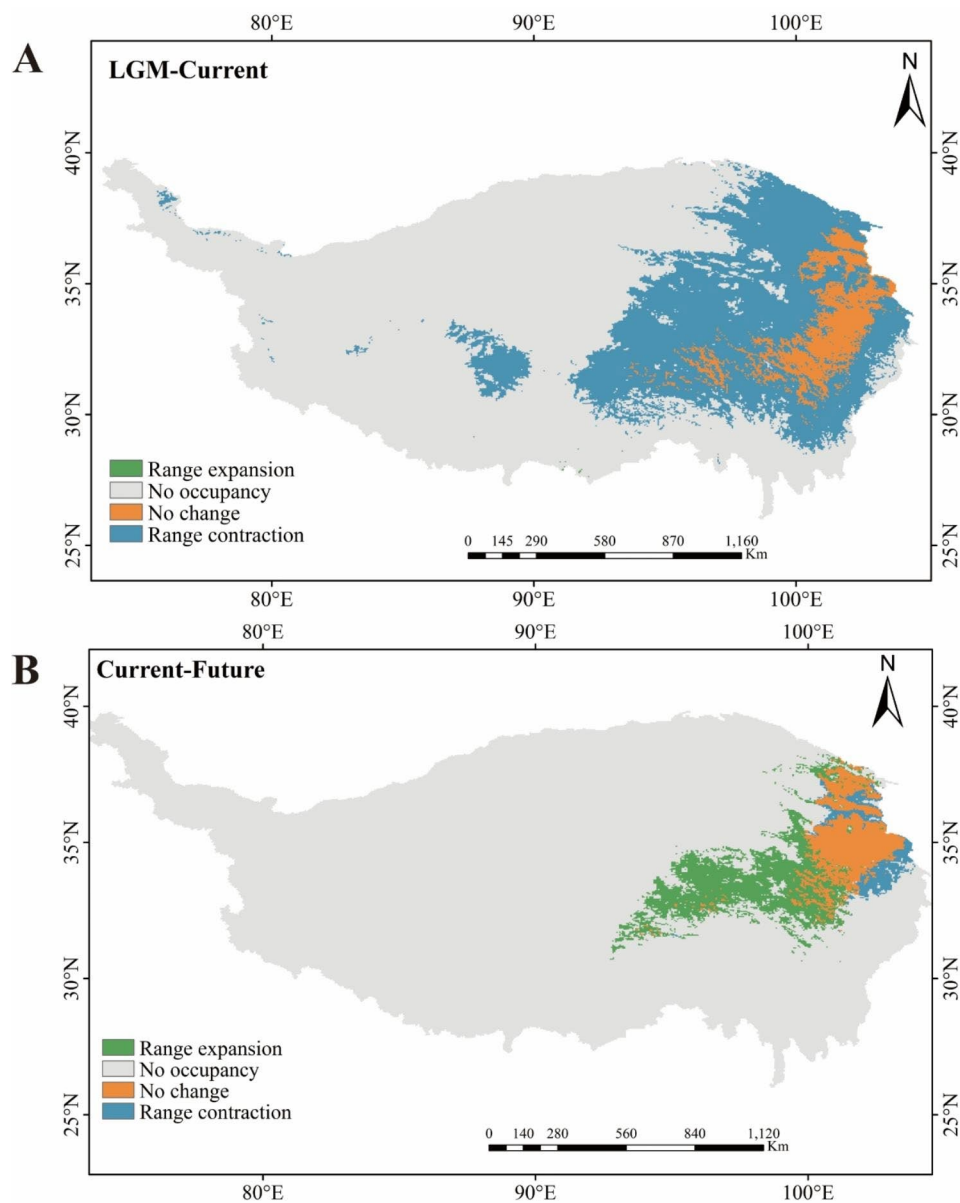 80°E 90°E 100°E
A
LGM-Current
N
40°N 40°N
35°N 35°N
30°N 30°N
25°N 25°N
Range expansion
No occupancy
No change
Range contraction
0 145 290 580 870 1,160
Km
80°E 90°E 100°E
80°E 90°E 100°E
B
Current-Future
N
40°N 40°N
35°N 35°N
30°N 30°N
25°N 25°N
Range expansion
No occupancy
No change
Range contraction
0 140 280 560 840 1,120
Km
80°E 90°E 100°E